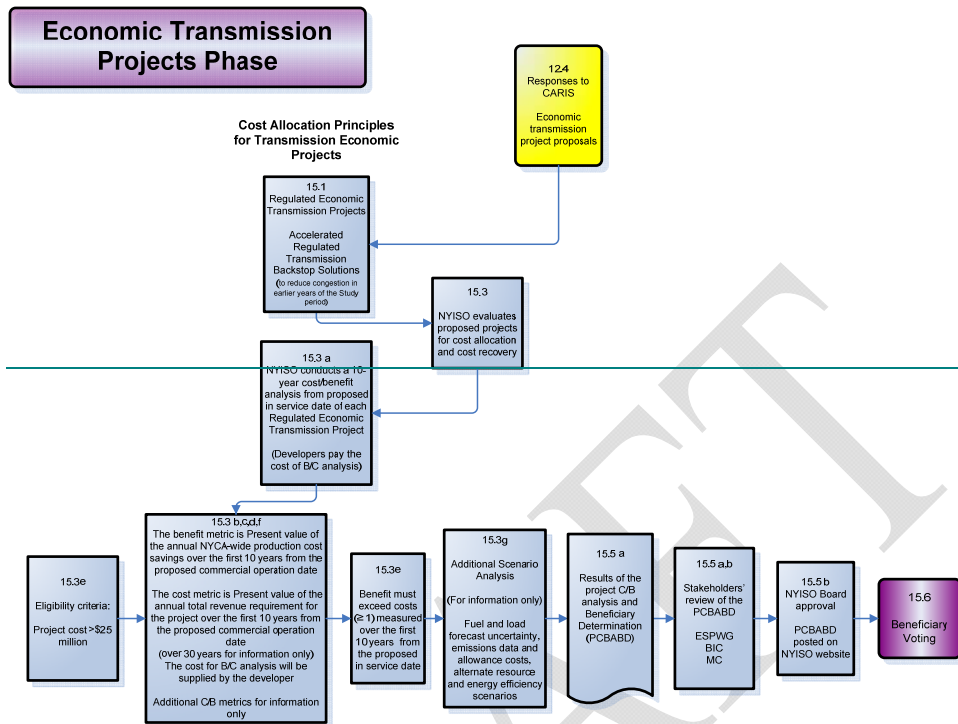 Economic Transmission
Projects Phase
12.4
Responses to
CARIS
Economic
transmission
project proposals
Cost Allocation Principles
for Transmission Economic
Projects
15.1
Regulated Economic
Transmission Projects
Accelerated
Regulated
Transmission
Backstop Solutions
(to reduce congestion in
earlier years of the Study
period)
15.3
NYISO evaluates
proposed projects
for cost allocation
and cost recovery
15.3 a
NYISO conducts a 10-
year cost/benefit
analysis from proposed
in service date of each
Regulated Economic
Transmission Project
(Developers pay the
cost of B/C analysis)
15.3e
Eligibility criteria:
Project cost>$25
million
15.3 b,c,d,f
The benefit metric is Present value of
the annual NYCA-wide production cost
savings over the first 10 years from the
proposed commercial operation date
The cost metric is Present value of the
annual total revenue requirement for
the project over the first 10 years from
the proposed commercial operation
date
(over 30 years for information only)
The cost for B/C analysis will be
supplied by the developer
Additional C/B metrics for information
only
15.3e
Benefit must
exceed costs
(≥1) measured
over the first
10 years from
the proposed
in service date
15.3g
Additional Scenario
Analysis
(For information only)
Fuel and load
forecast uncertainty,
emissions data and
allowance costs,
alternate resource
and energy efficiency
scenarios
15.5 a
Results of the
project C/B
analysis and
Beneficiary
Determination
(PCBABD)
15.5 a,b
Stakeholders'
review of the
PCBABD
ESPWG
BIC
MC
15.5 b
NYISO Board
approval
PCBABD
posted on
NYISO website
15.6
Beneficiary
Voting
AFT